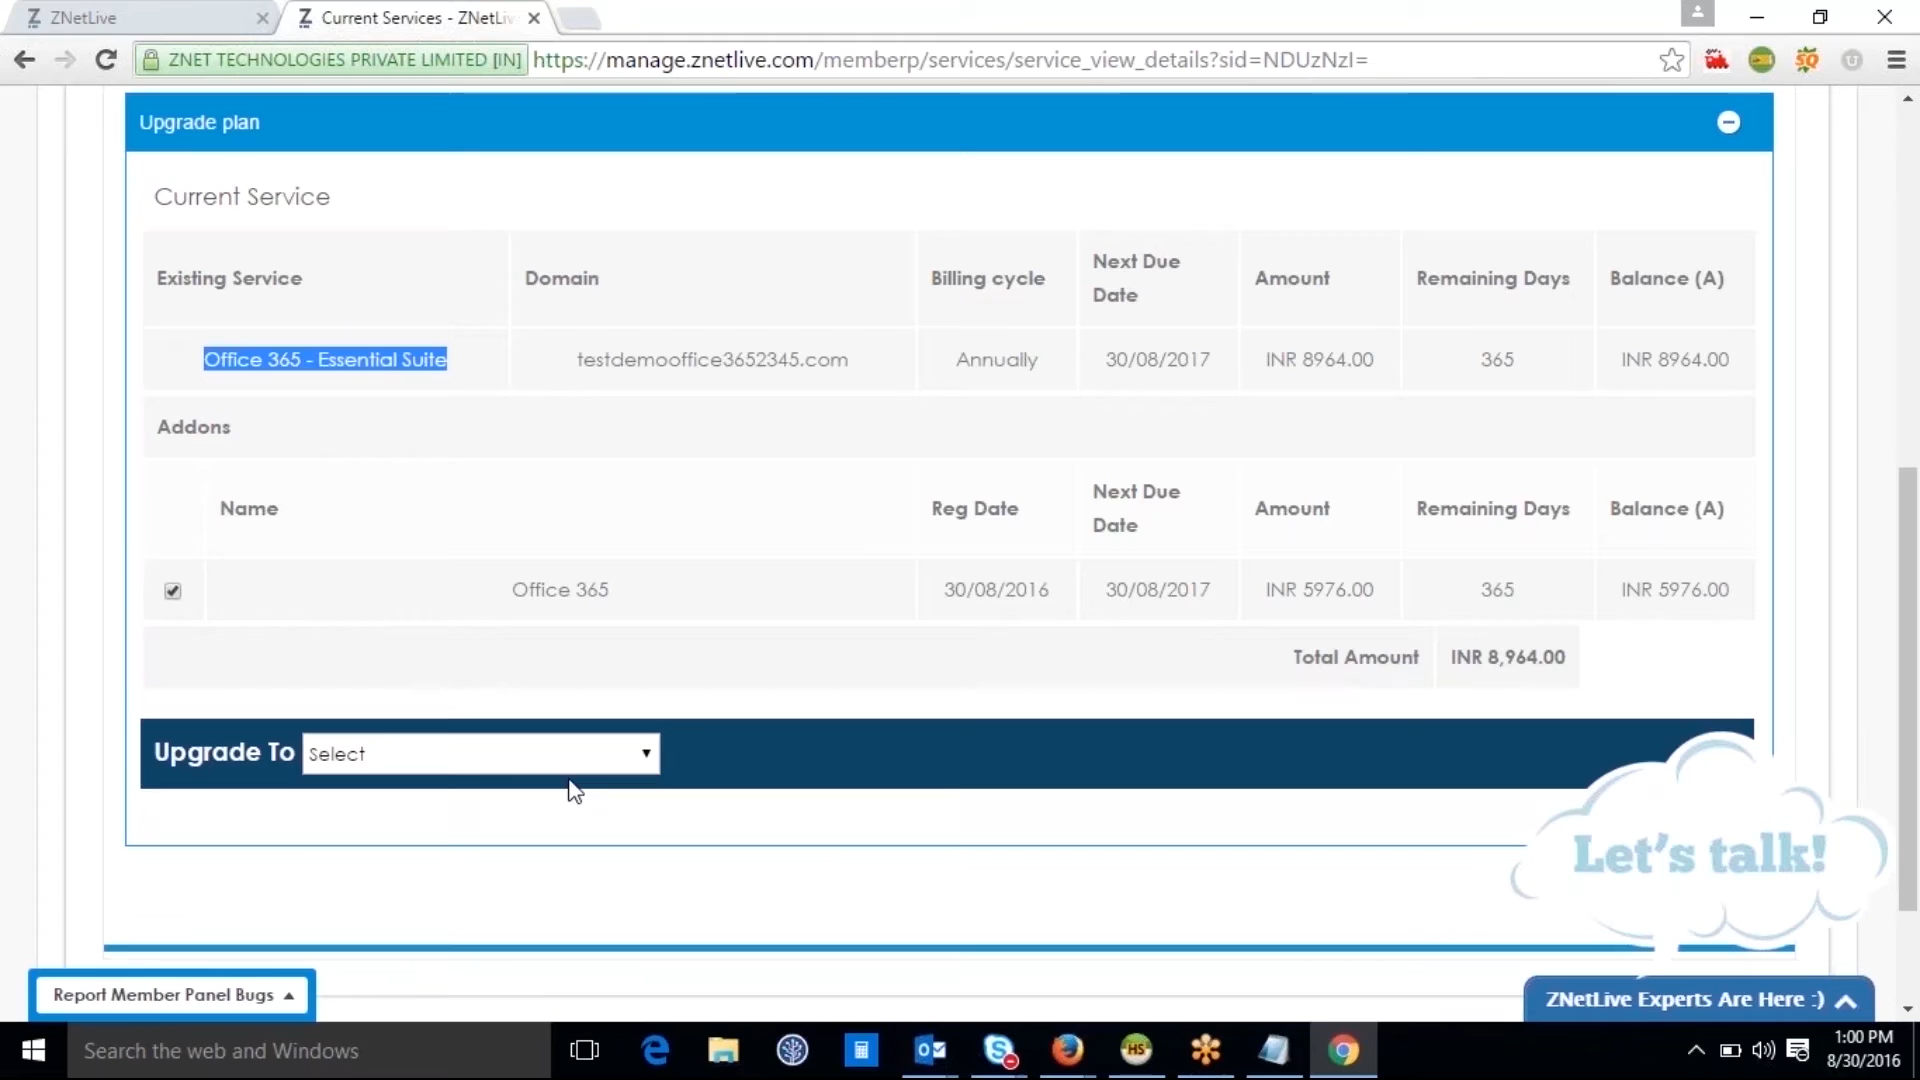 ZNetLive
Current Services - ZNetLiv
ZNET TECHNOLOGIES PRIVATE LIMITED [IN]
https://manage.znetlive.com/memberp/services/service_view_details?sid=NDUzNzI=
Upgrade plan
Current Service
Existing Service Domain Billing cycle Next Due Date Amount Remaining Days Balance (A)
Office 365 - Essential Suite testdemooffice3652345.com Annually 30/08/2017 INR 8964.00 365 INR 8964.00
Addons
Name Reg Date Next Due Date Amount Remaining Days Balance (A)
Office 365 30/08/2016 30/08/2017 INR 5976.00 365 INR 5976.00
Total Amount INR 8,964.00
Upgrade To Select
Let's talk!
Report Member Panel Bugs
ZNetLive Experts Are Here :)
Search the web and Windows
HS
1:00 PM
8/30/2016